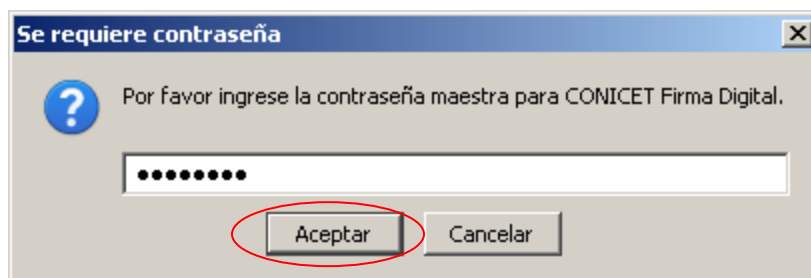 Se requiere contraseña
Por favor ingrese la contraseña maestra para CONICET Firma Digital.
••••••••
Aceptar
Cancelar